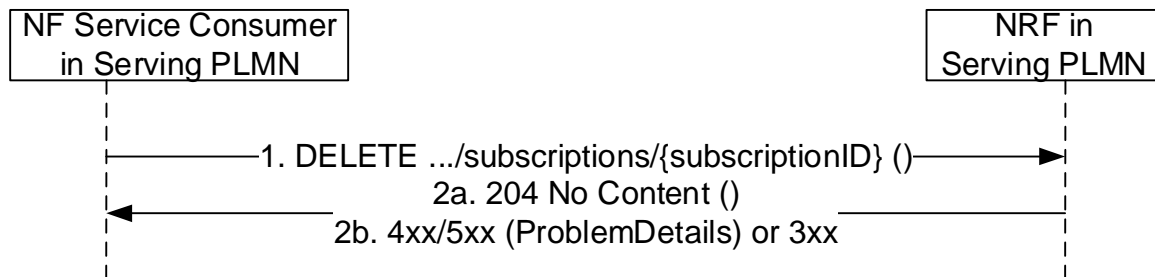 NF Service Consumer
in Serving PLMN
NRF in
Serving PLMN
1. DELETE .../subscriptions/{subscriptionID} ()
2a. 204 No Content ()
2b. 4xx/5xx (ProblemDetails) or 3xx